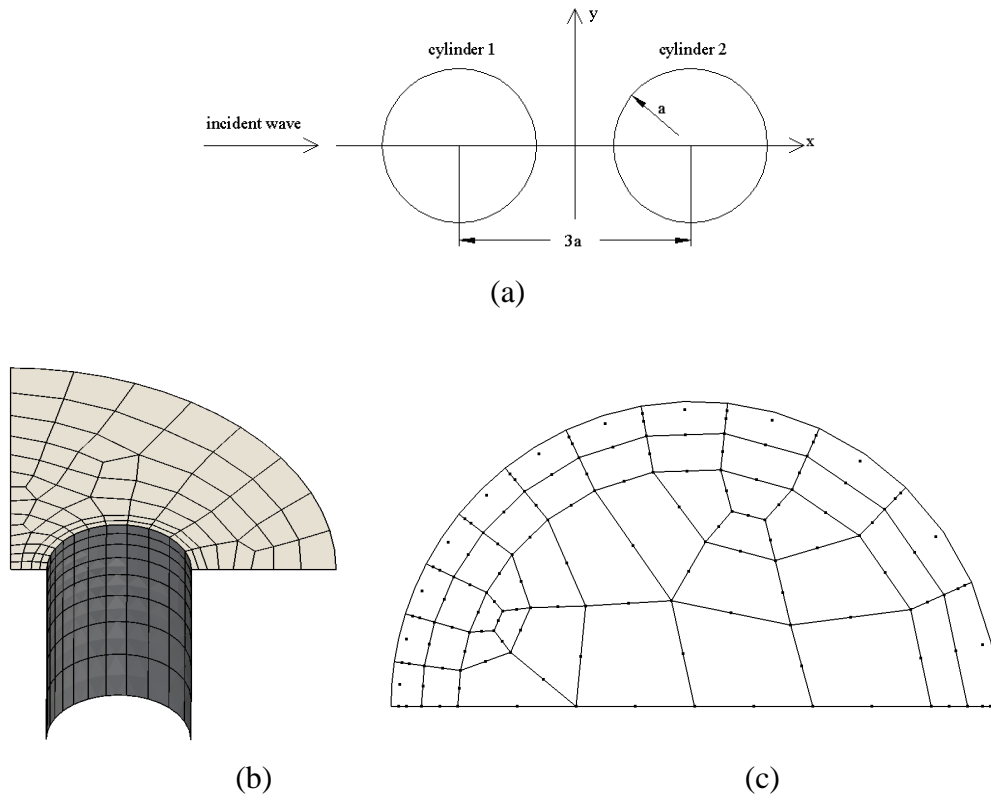 y
cylinder 1
cylinder 2
a
incident wave
x
3a
(a)
(b)
(c)